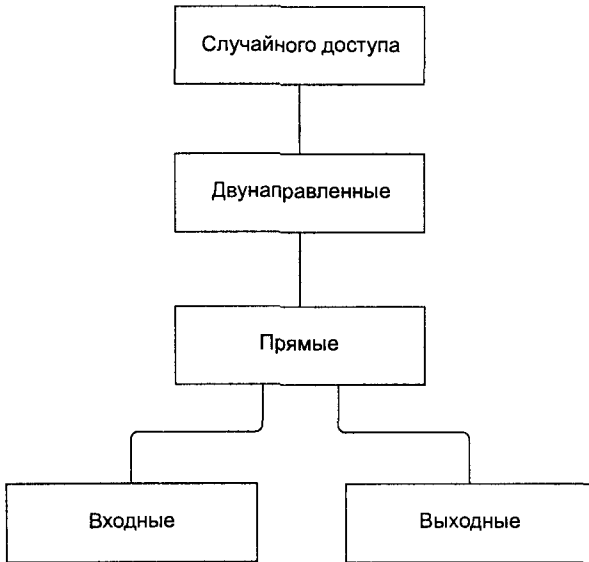 Случайного доступа
Двунаправленные
Прямые
Входные
Выходные